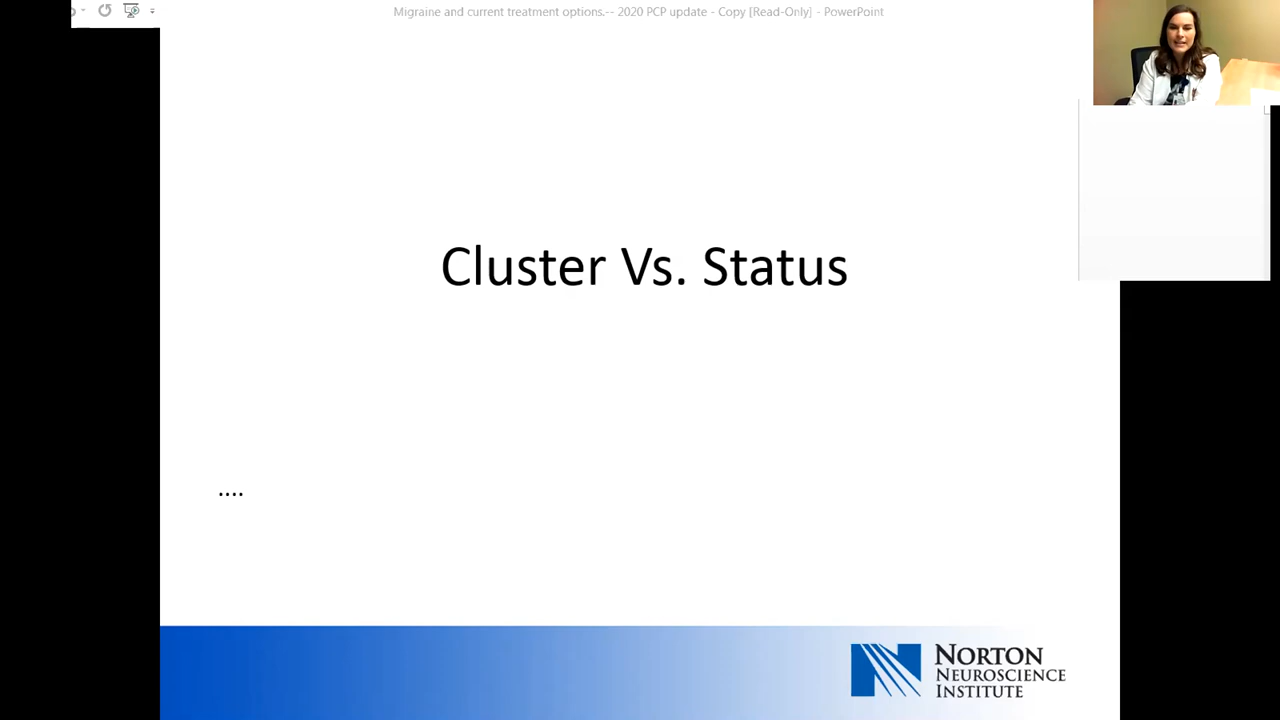 Migraine and current treatment options.-- 2020 PCP update - Copy [Read-Only] - PowerPoint
Cluster Vs. Status
....
NORTON
NEUROSCIENCE
INSTITUTE